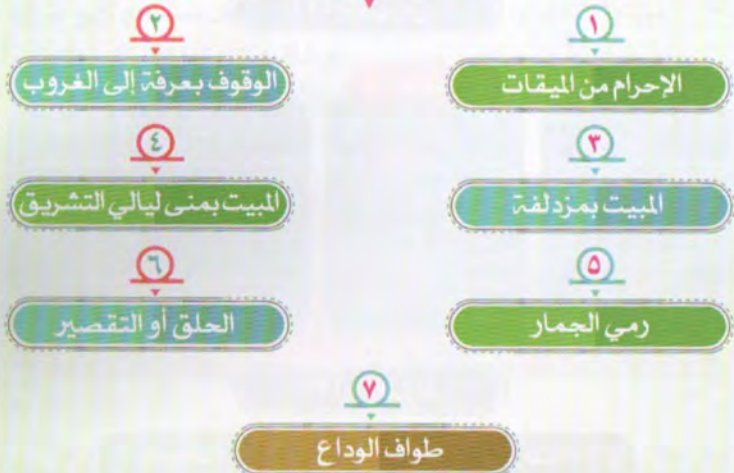 ١
الإحرام من الميقات
٢
الوقوف بعرفة إلى الغروب
٣
المبيت بمزدلفة
٤
المبيت بمنى ليالي التشريق
٥
رمي الجمار
٦
الحلق أو التقصير
٧
طواف الوداع